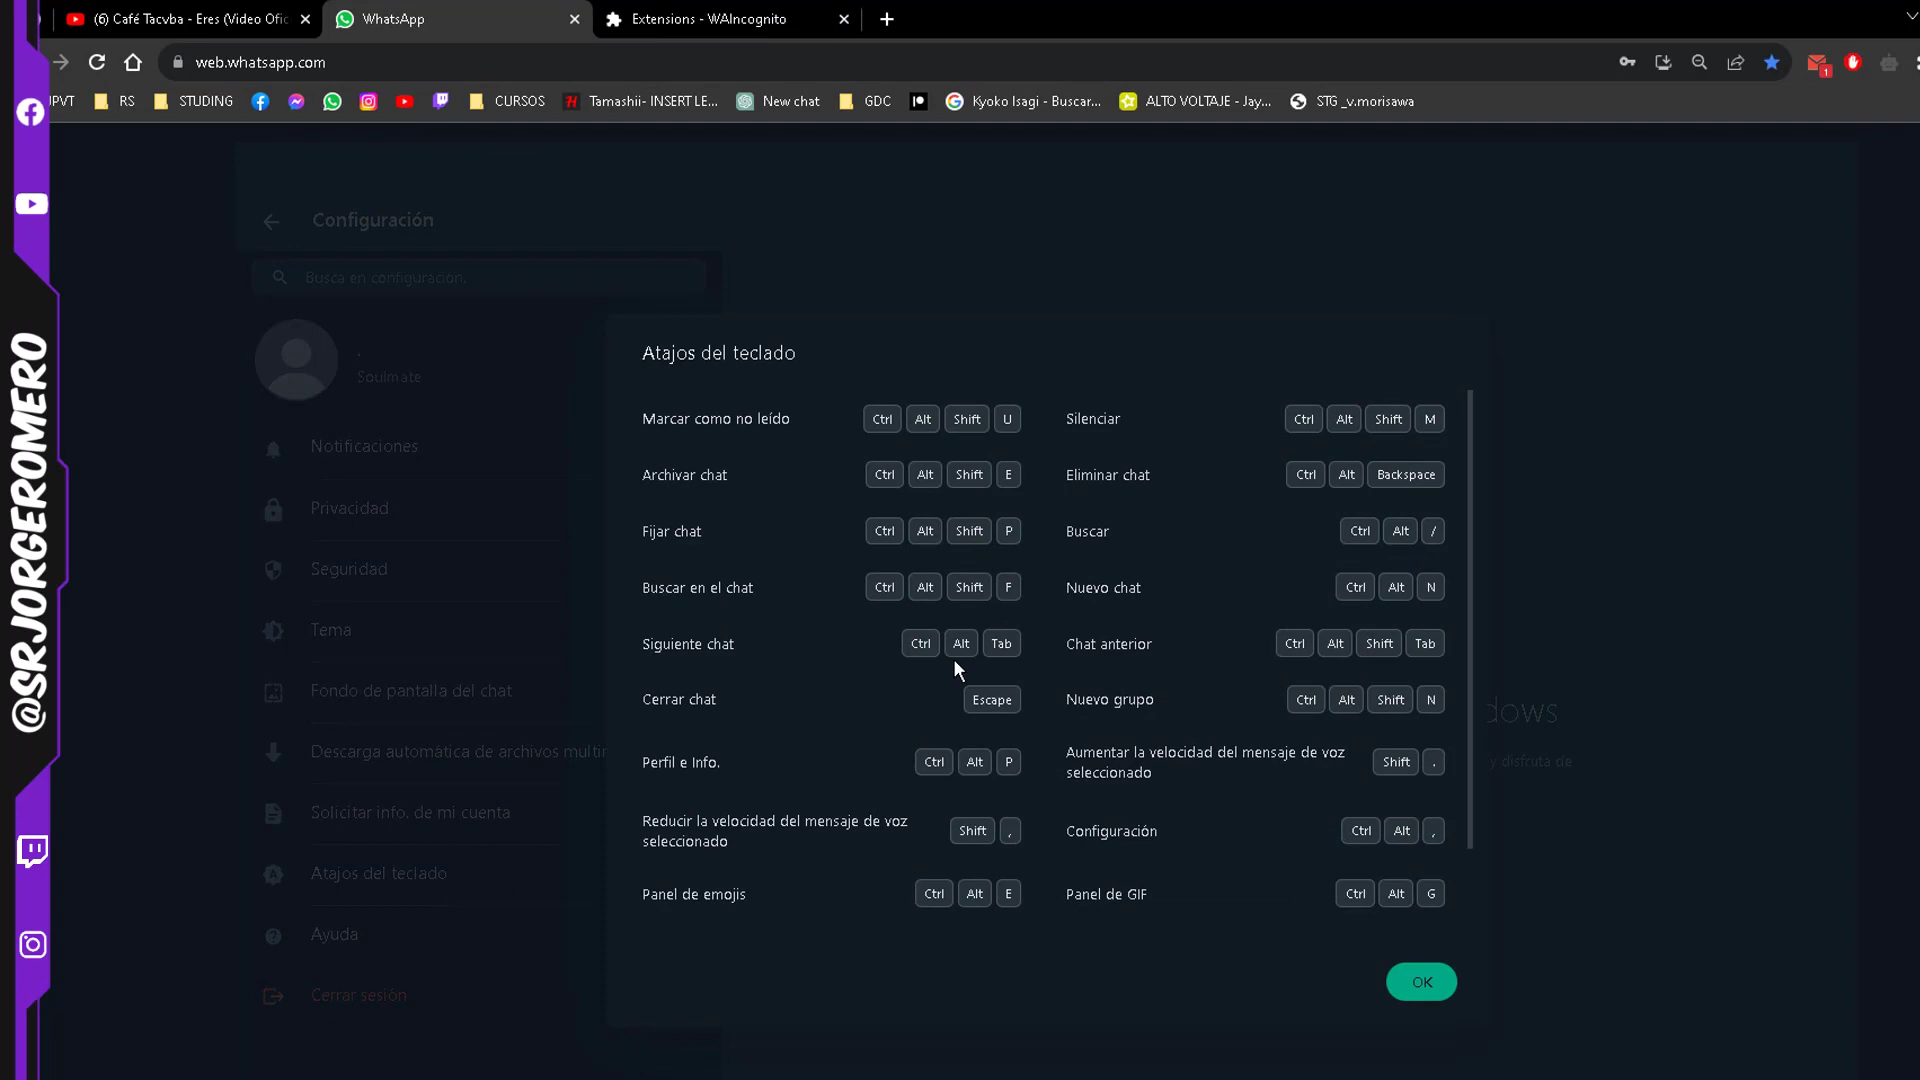 (6) Café Tacvba - Eres (Video Ofic
WhatsApp
Extensions - WAIncognito
web.whatsapp.com
1
JPVT
RS
STUDING
CURSOS
Tamashii- INSERT LE...
New chat
GDC
Kyoko Isagi - Buscar...
ALTO VOLTAJE - Jay...
STG _v.morisawa
@SRJORGEROMERO
Configuración
Busca en configuración.
.
Soulmate
Notificaciones
Privacidad
Seguridad
Tema
Fondo de pantalla del chat
Descarga automática de archivos multir
Solicitar info. de mi cuenta
Atajos del teclado
Ayuda
Cerrar sesión
Atajos del teclado
Marcar como no leído Ctrl Alt Shift U
Silenciar Ctrl Alt Shift M
Archivar chat Ctrl Alt Shift E
Eliminar chat Ctrl Alt Backspace
Fijar chat Ctrl Alt Shift P
Buscar Ctrl Alt /
Buscar en el chat Ctrl Alt Shift F
Nuevo chat Ctrl Alt N
Siguiente chat Ctrl Alt Tab
Chat anterior Ctrl Alt Shift Tab
Cerrar chat Escape
Nuevo grupo Ctrl Alt Shift N
Perfil e Info. Ctrl Alt P
Aumentar la velocidad del mensaje de voz
seleccionado Shift .
Reducir la velocidad del mensaje de voz
seleccionado Shift ,
Configuración Ctrl Alt ,
Panel de emojis Ctrl Alt E
Panel de GIF Ctrl Alt G
OK
dows
y disfruta de